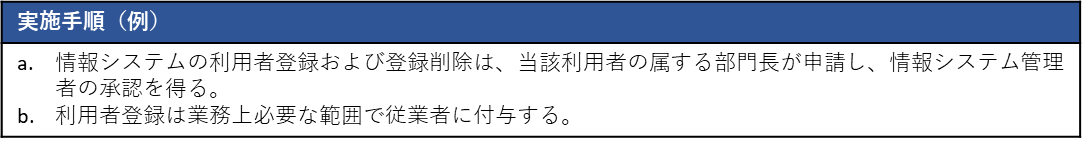 実施手順（例）
a. 情報システムの利用者登録および登録削除は、当該利用者の属する部門長が申請し、情報システム管理
者の承認を得る。
b. 利用者登録は業務上必要な範囲で従業者に付与する。